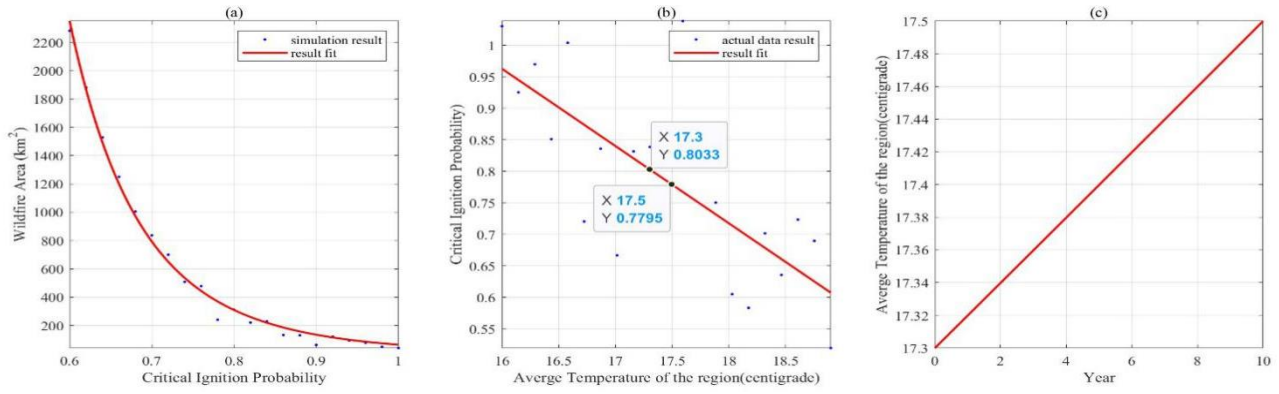 (a)
Wildfire Area (km2)
2200
2000
1800
1600
1400
1200
1000
800
600
400
200
0.6
0.7
0.8
0.9
1
Critical Ignition Probability
simulation result
result fit
(b)
Critical Ignition Probability)
1
0.95
0.9
0.85
0.8
0.75
0.7
0.65
0.6
0.55
16
16.5
17
17.5
18
18.5
Averge Temperature of the region(centigrade)
actual data result
result fit
X 17.3
Y 0.8033
X 17.5
Y 0.7795
(c)
Averge Temperature of the region(centigrade)
17.5
17.48
17.46
17.44
17.42
17.4
17.38
17.36
17.34
17.32
17.3
0
2
4
6
8
10
Year